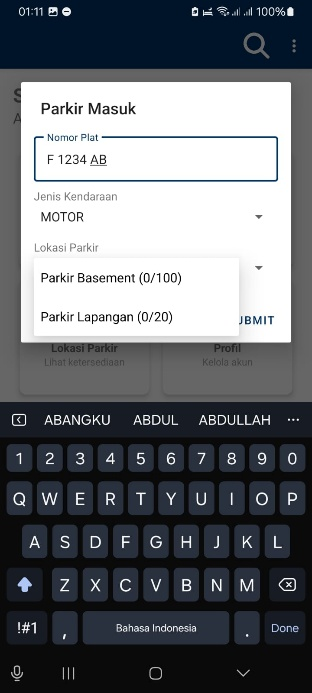 01:11
100%
S
A
Parkir Masuk
Nomor Plat
F 1234 AB
Jenis Kendaraan
MOTOR
Lokasi Parkir
Parkir Basement (0/100)
Parkir Lapangan (0/20)
UBMIT
Lokasi Parkir
Profil
Lihat ketersediaan
Kelola akun
ABANGKU ABDUL ABDULLAH ...
1 2 3 4 5 6 7 8 9 0
Q W E R T Y U I O P
A S D F G H J K L
Z X C V B N M
!#1 , Bahasa Indonesia . Done